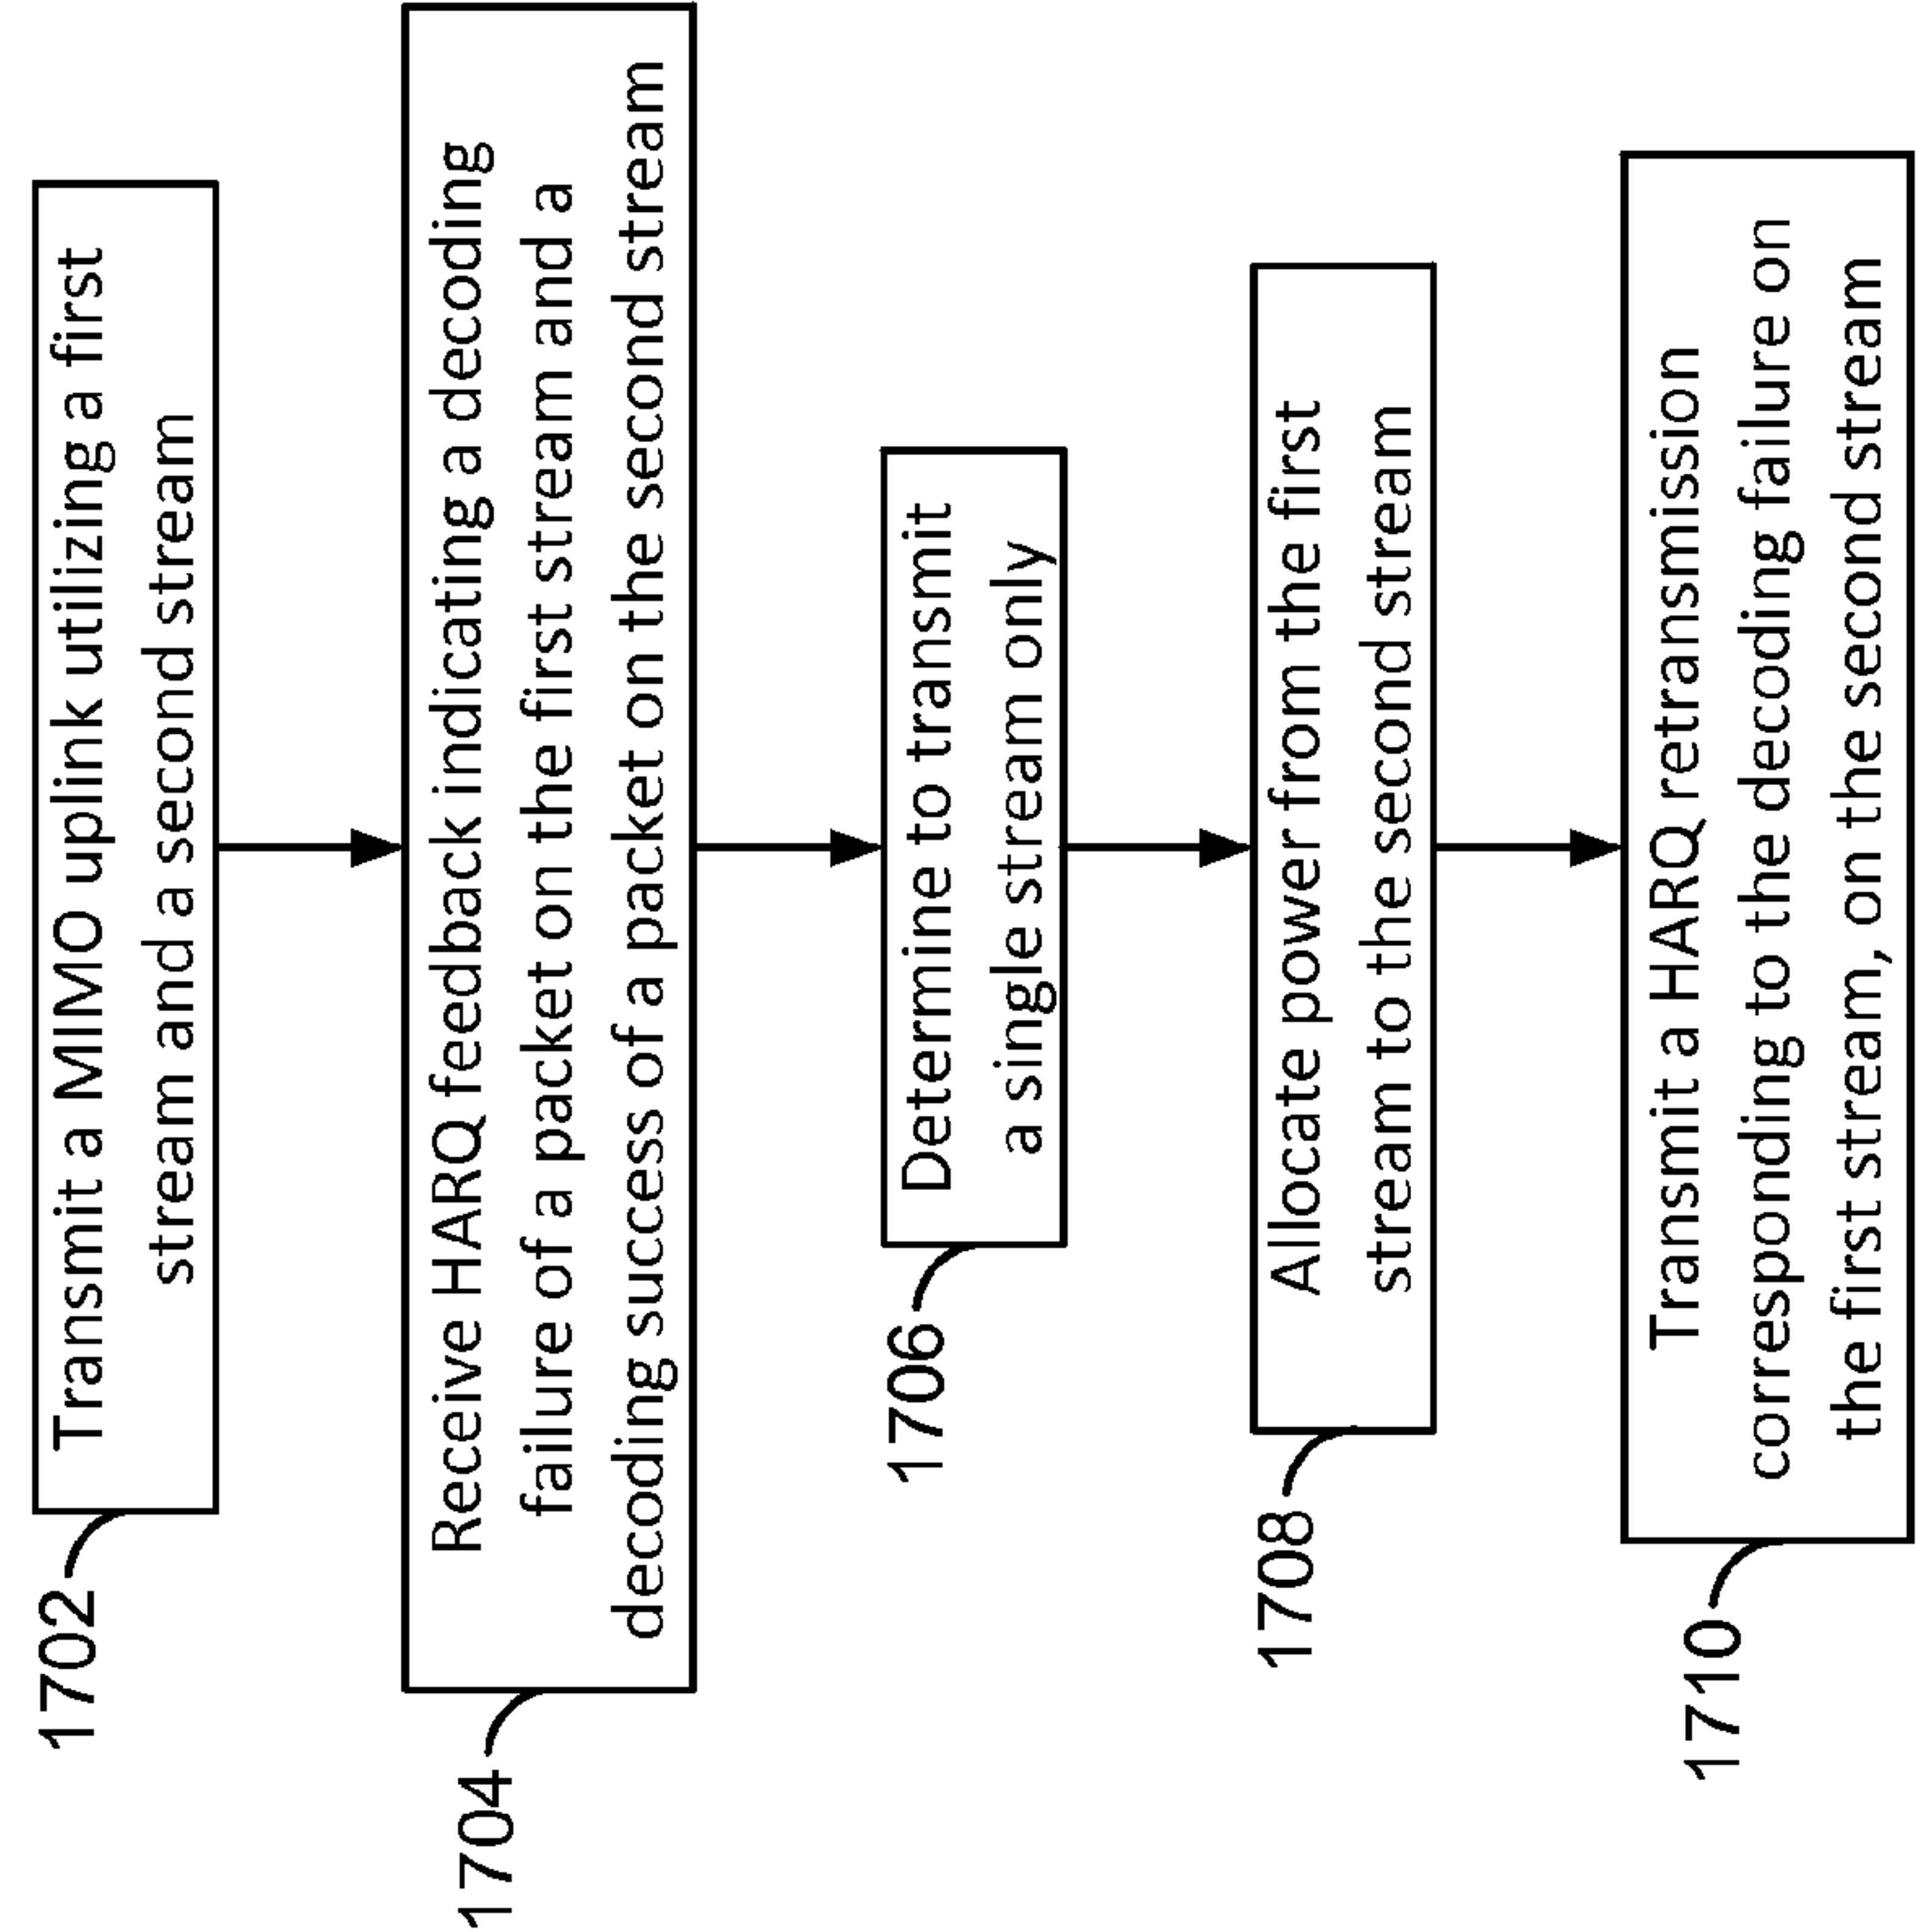 1702
Transmit a MIMO uplink utilizing a first
stream and a second stream
1704
Receive HARQ feedback indicating a decoding
failure of a packet on the first stream and a
decoding success of a packet on the second stream
1706
Determine to transmit
a single stream only
1708
Allocate power from the first
stream to the second stream
1710
Transmit a HARQ retransmission
corresponding to the decoding failure on
the first stream, on the second stream